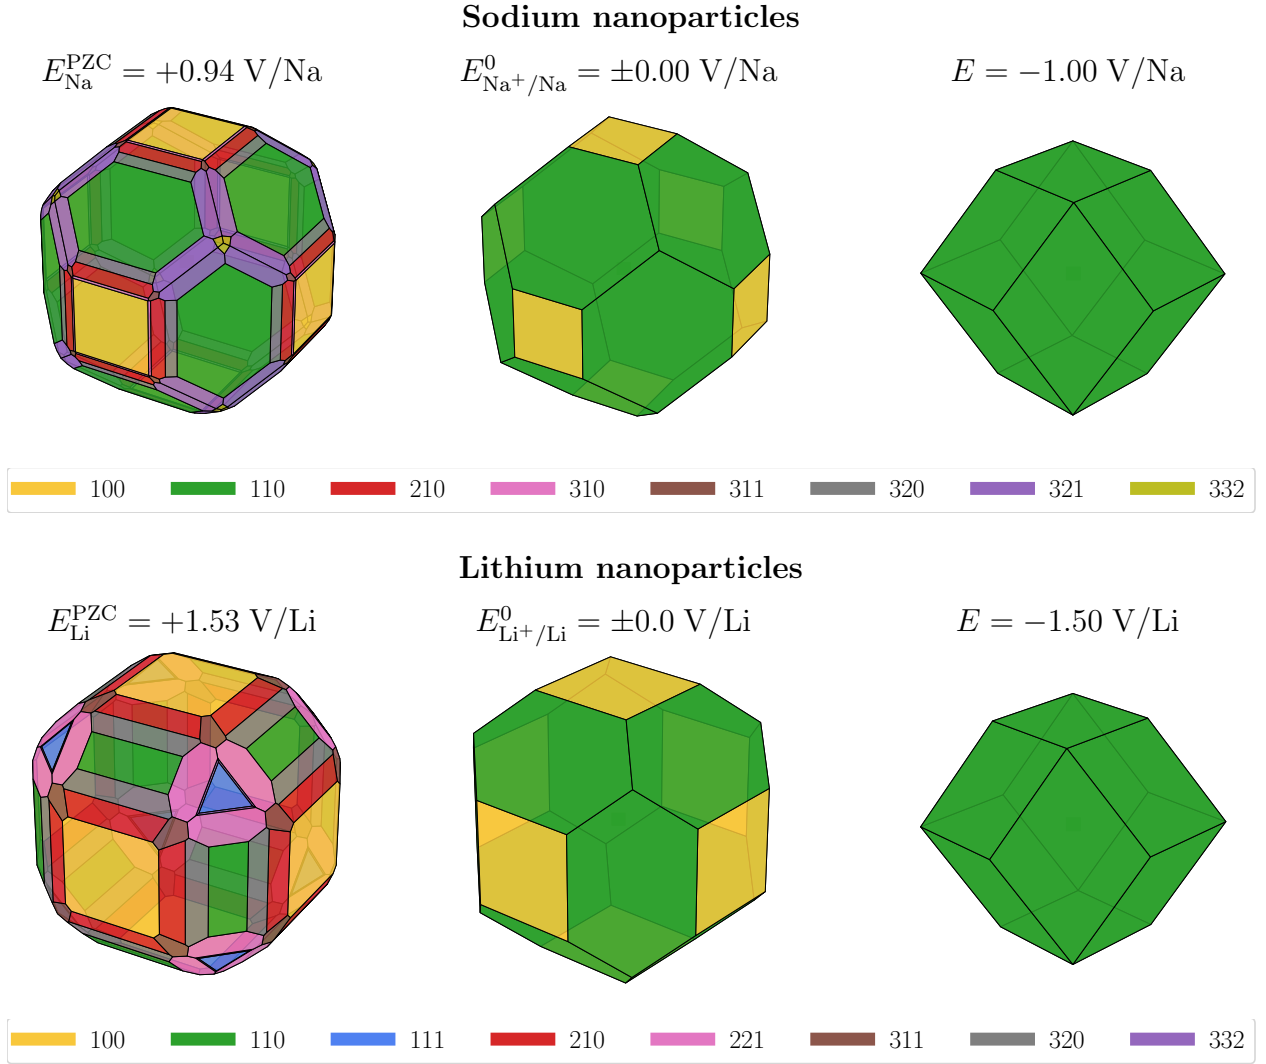 Sodium nanoparticles
E^PZC_Na = +0.94 V/Na E^0_Na+/Na = ±0.00 V/Na E = −1.00 V/Na
100 110 210 310 311 320 321 332
Lithium nanoparticles
E^PZC_Li = +1.53 V/Li E^0_Li+/Li = ±0.0 V/Li E = −1.50 V/Li
100 110 111 210 221 311 320 332